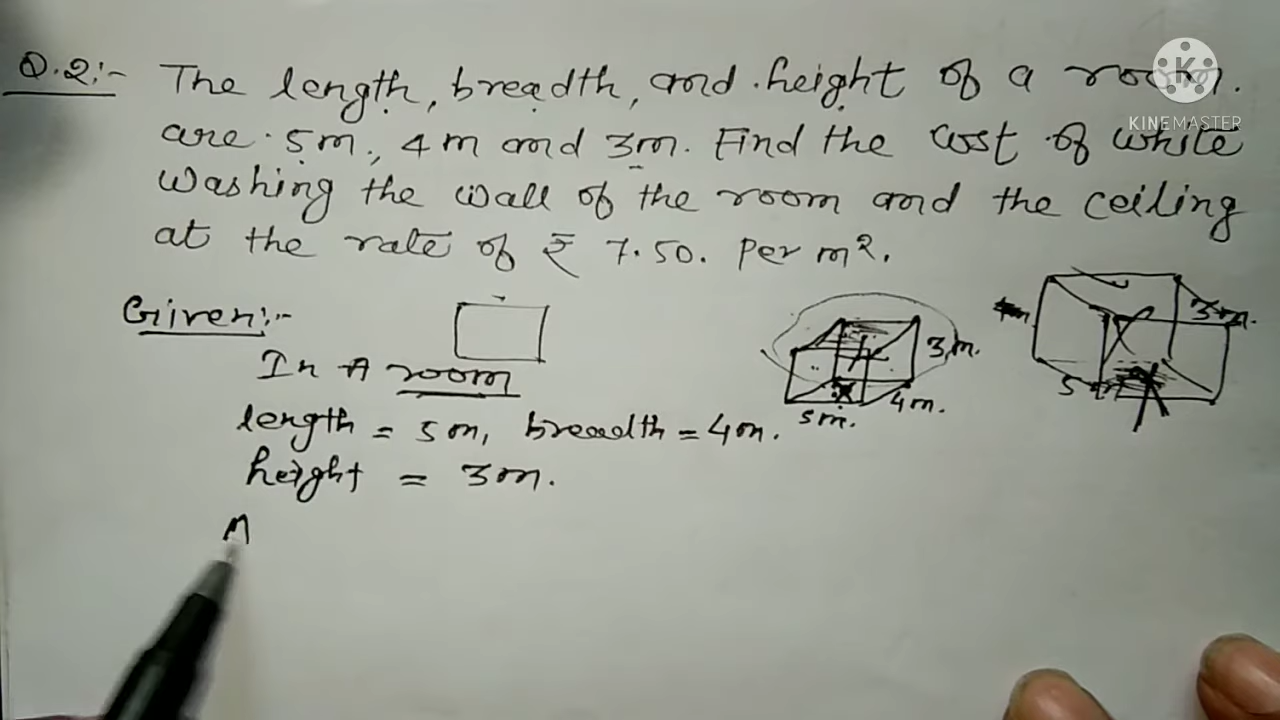 Q.2:- The length, breadth, and height of a room.
are 5m, 4m and 3m. Find the cost of white
washing the wall of the room and the ceiling
at the rate of ₹ 7.50. Per m².
Given:-
In A room
length = 5m, breadth = 4m.
height = 3m.
3m.
4m.
5m.
3m.
5m
K
KINEMASTER